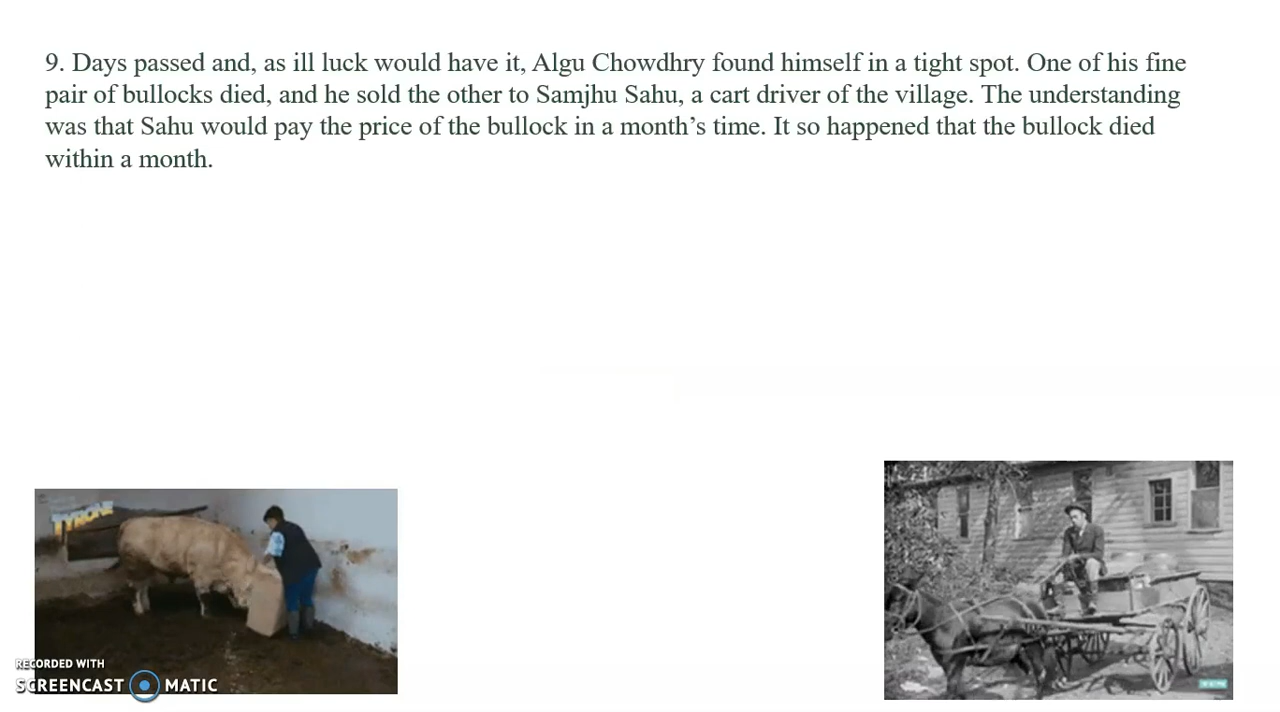 9. Days passed and, as ill luck would have it, Algu Chowdhry found himself in a tight spot. One of his fine
pair of bullocks died, and he sold the other to Samjhu Sahu, a cart driver of the village. The understanding
was that Sahu would pay the price of the bullock in a month’s time. It so happened that the bullock died
within a month.
TYRONE
RECORDED WITH
SCREENCAST MATIC